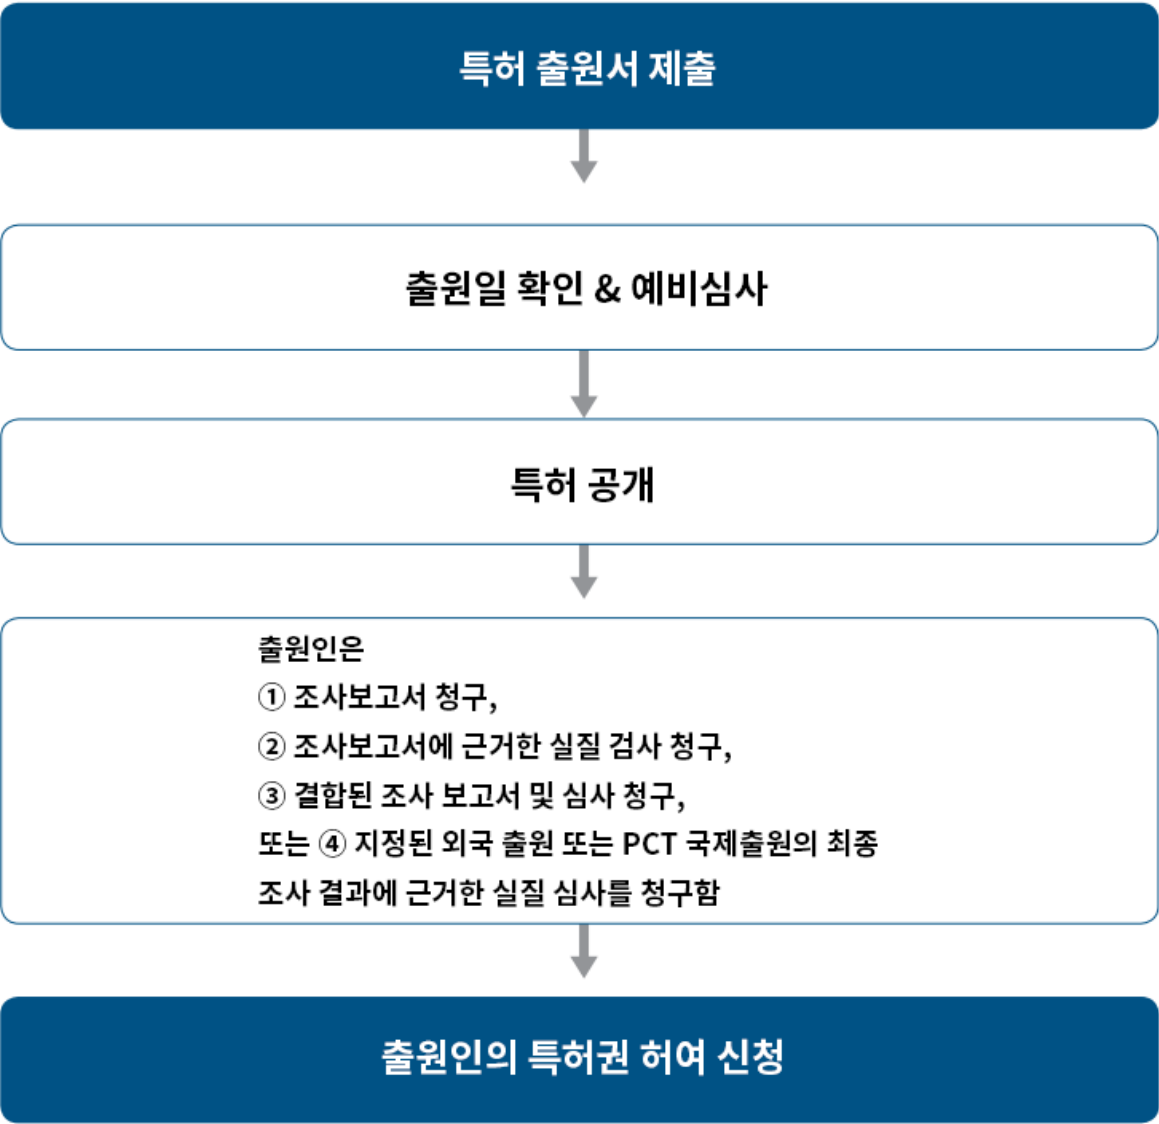 특허 출원서 제출
출원일 확인 & 예비심사
특허 공개
출원인은
① 조사보고서 청구,
② 조사보고서에 근거한 실질 검사 청구,
③ 결합된 조사 보고서 및 심사 청구,
또는 ④ 지정된 외국 출원 또는 PCT 국제출원의 최종
조사 결과에 근거한 실질 심사를 청구함
출원인의 특허권 허여 신청